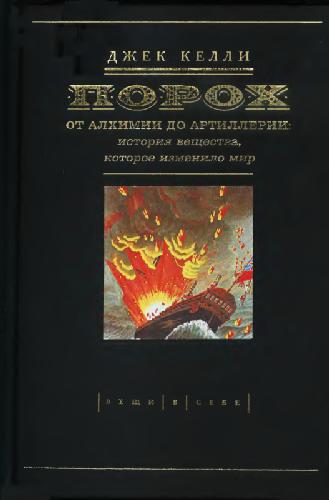 ДЖЕК КЕЛЛИ
ПОРОХ
ОТ АЛХИМИИ ДО АРТИЛЛЕРИИ:
история вещества,
которое изменило мир
ВЕЩИ | В | СЕБЕ